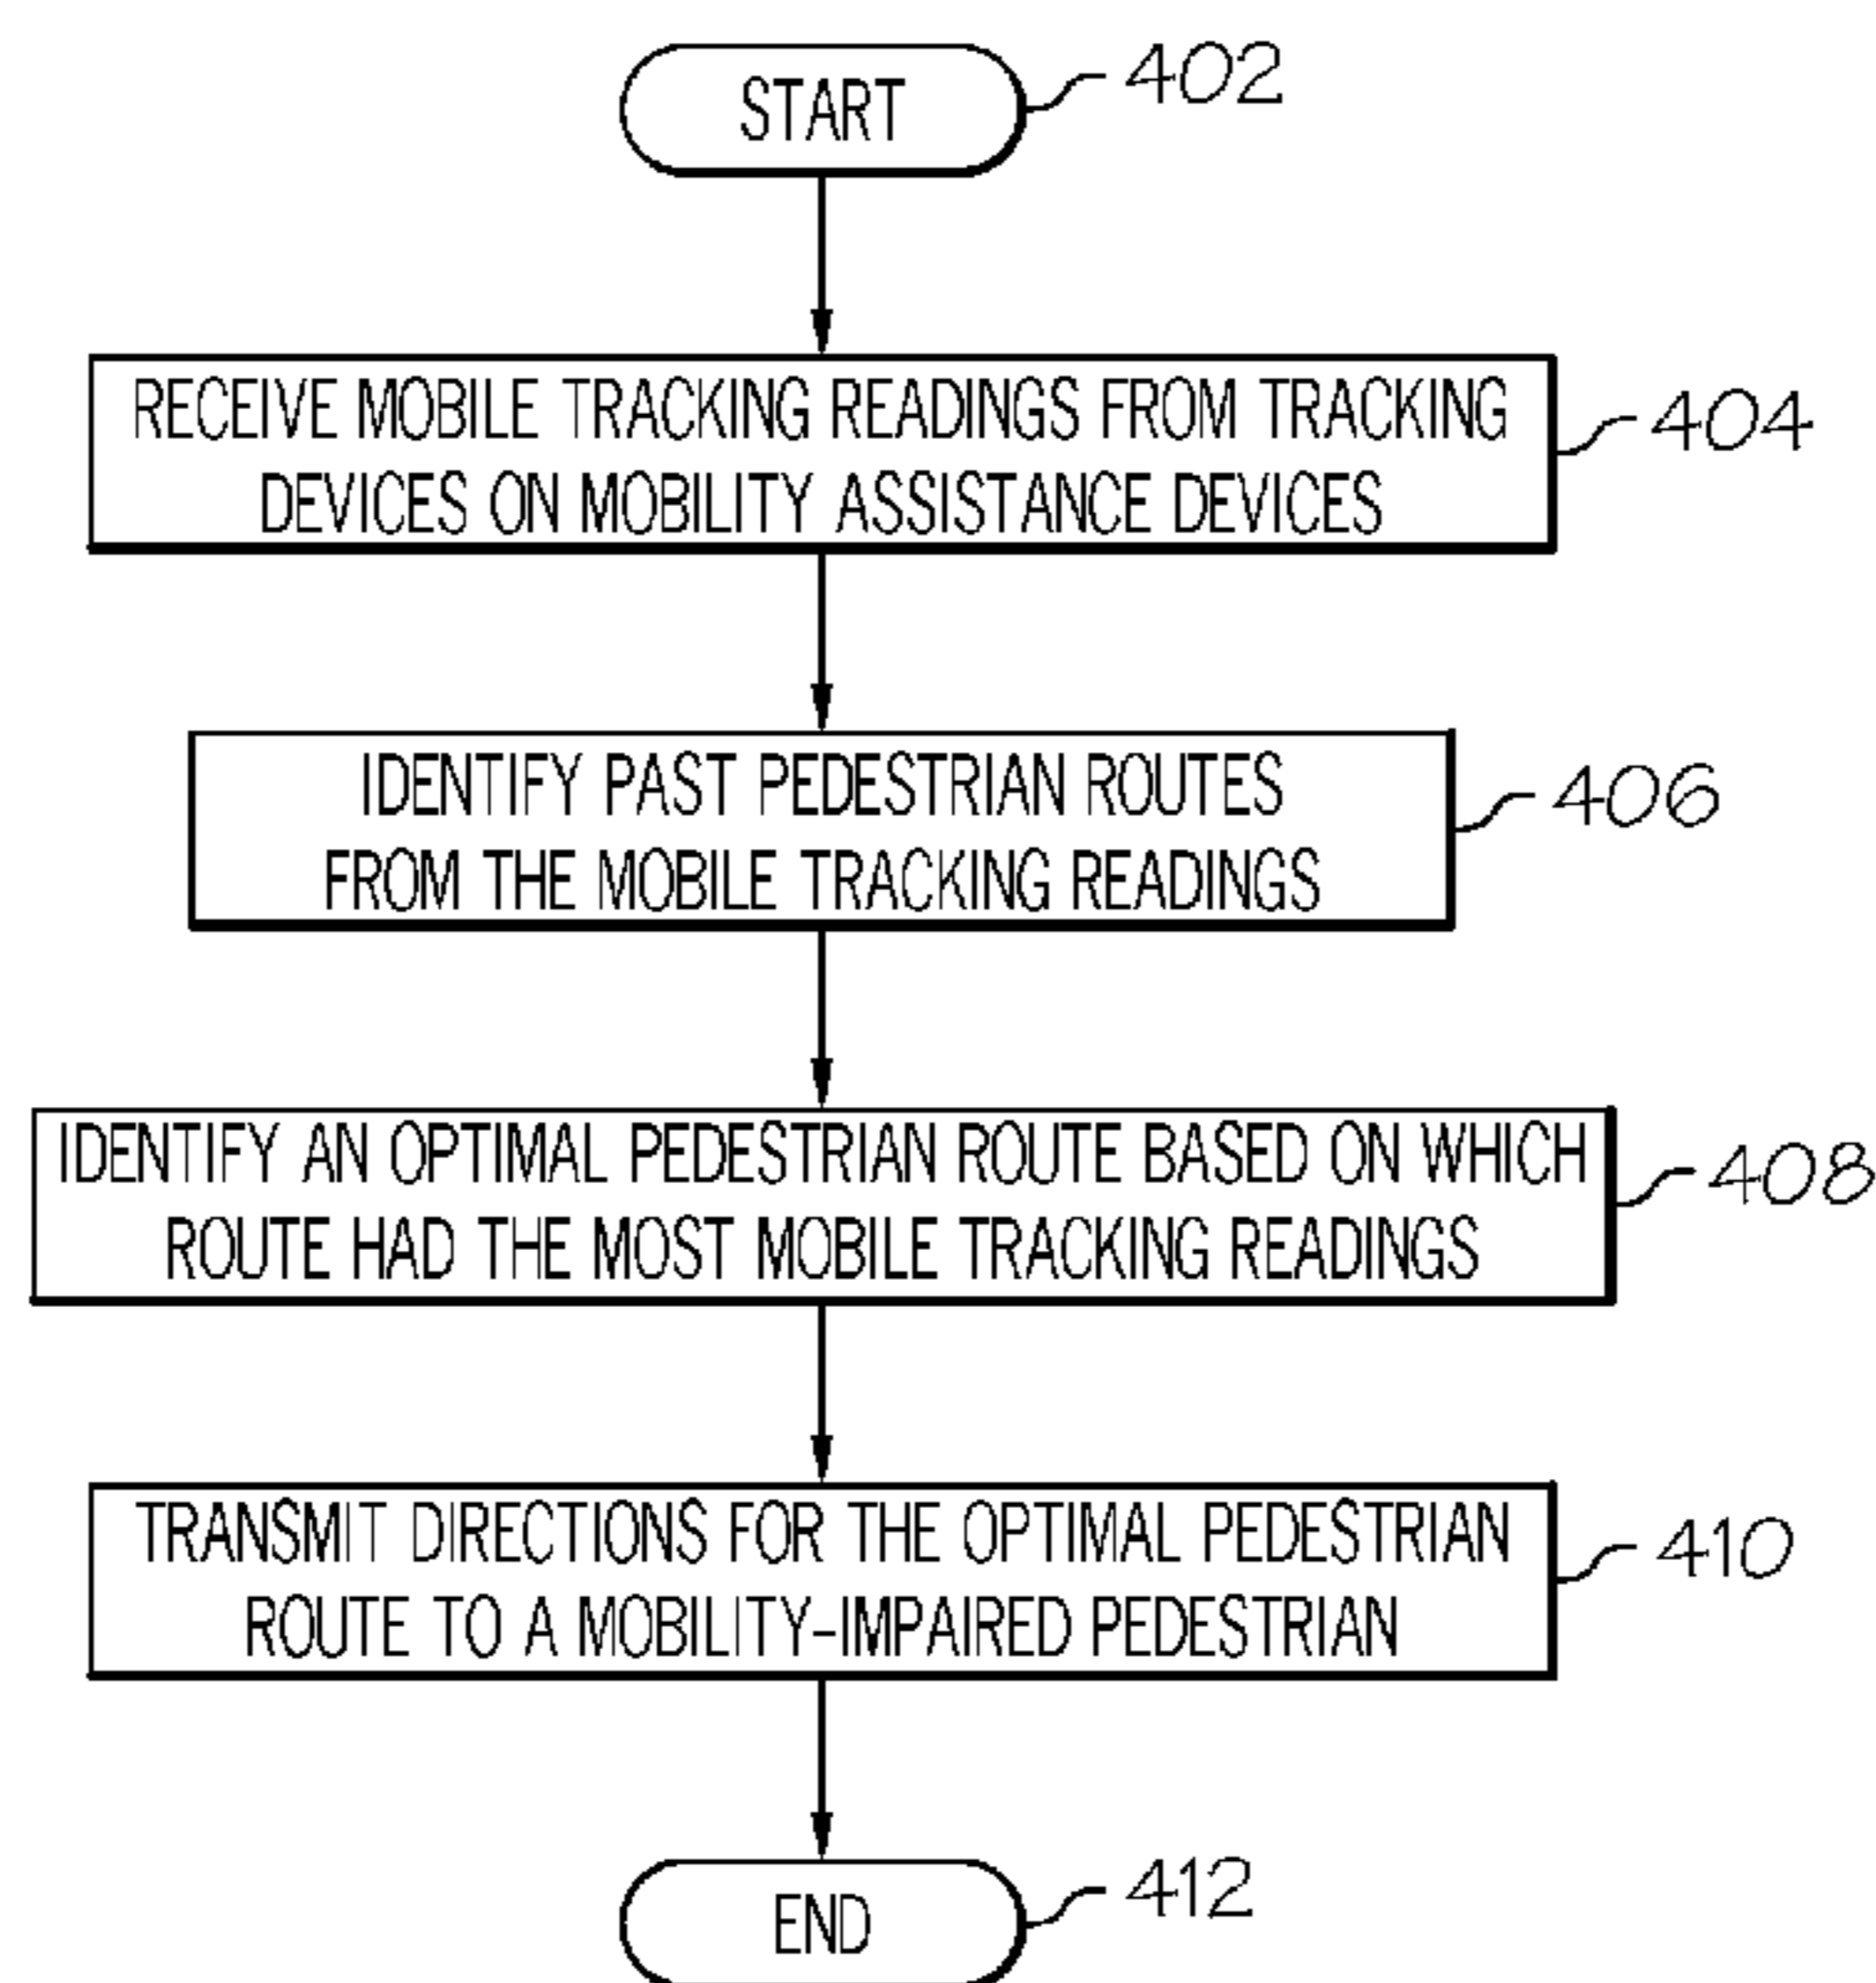 START
402
RECEIVE MOBILE TRACKING READINGS FROM TRACKING
DEVICES ON MOBILITY ASSISTANCE DEVICES
404
IDENTIFY PAST PEDESTRIAN ROUTES
FROM THE MOBILE TRACKING READINGS
406
IDENTIFY AN OPTIMAL PEDESTRIAN ROUTE BASED ON WHICH
ROUTE HAD THE MOST MOBILE TRACKING READINGS
408
TRANSMIT DIRECTIONS FOR THE OPTIMAL PEDESTRIAN
ROUTE TO A MOBILITY-IMPAIRED PEDESTRIAN
410
END
412